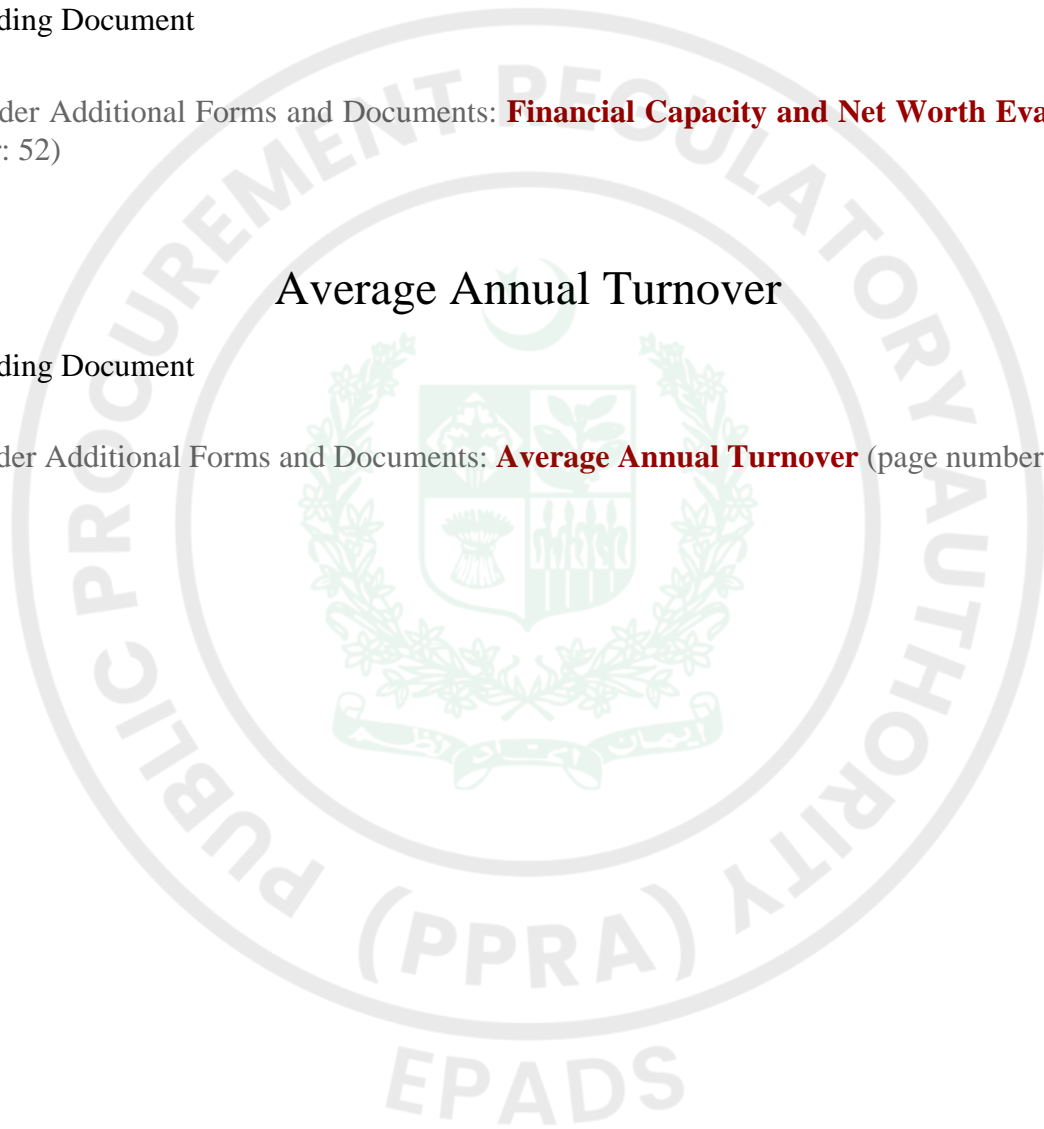 ding Document
der Additional Forms and Documents: Financial Capacity and Net Worth Eva
: 52)
Average Annual Turnover
ding Document
der Additional Forms and Documents: Average Annual Turnover (page number
PUBLIC PROCUREMENT REGULATORY AUTHORITY
(PPRA)
EPADS